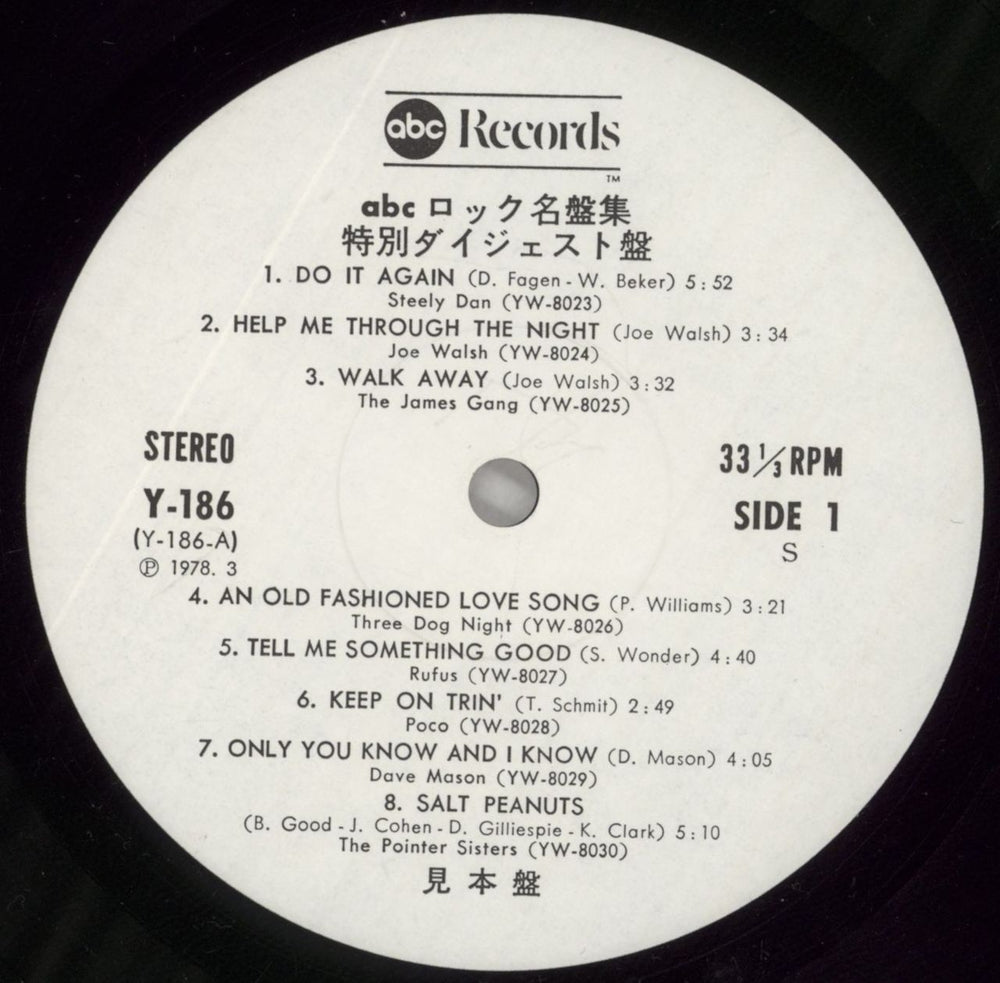 abc Records
TM
abc ロック名盤集
特別ダイジェスト盤
1. DO IT AGAIN (D. Fagen - W. Beker) 5:52
Steely Dan (YW-8023)
2. HELP ME THROUGH THE NIGHT (Joe Walsh) 3:34
Joe Walsh (YW-8024)
3. WALK AWAY (Joe Walsh) 3:32
The James Gang (YW-8025)
STEREO
Y-186
(Y-186-A)
Ⓟ 1978. 3
33 1/3 RPM
SIDE 1
S
4. AN OLD FASHIONED LOVE SONG (P. Williams) 3:21
Three Dog Night (YW-8026)
5. TELL ME SOMETHING GOOD (S. Wonder) 4:40
Rufus (YW-8027)
6. KEEP ON TRIN' (T. Schmit) 2:49
Poco (YW-8028)
7. ONLY YOU KNOW AND I KNOW (D. Mason) 4:05
Dave Mason (YW-8029)
8. SALT PEANUTS
(B. Good - J. Cohen - D. Gilliespie - K. Clark) 5:10
The Pointer Sisters (YW-8030)
見本盤